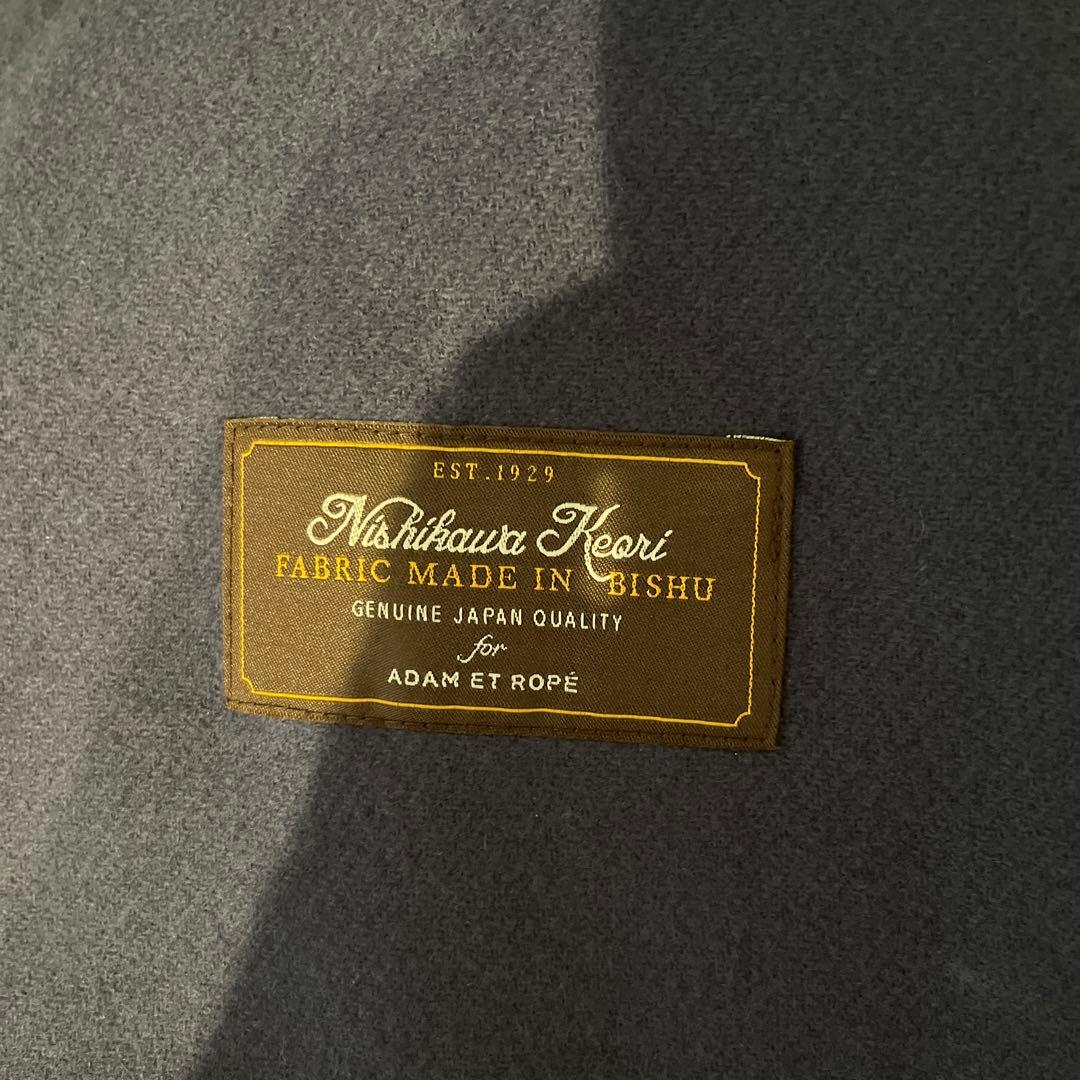 EST.1929
Nishikawa Keori
FABRIC MADE IN BISHU
GENUINE JAPAN QUALITY
for
ADAM ET ROPÉ